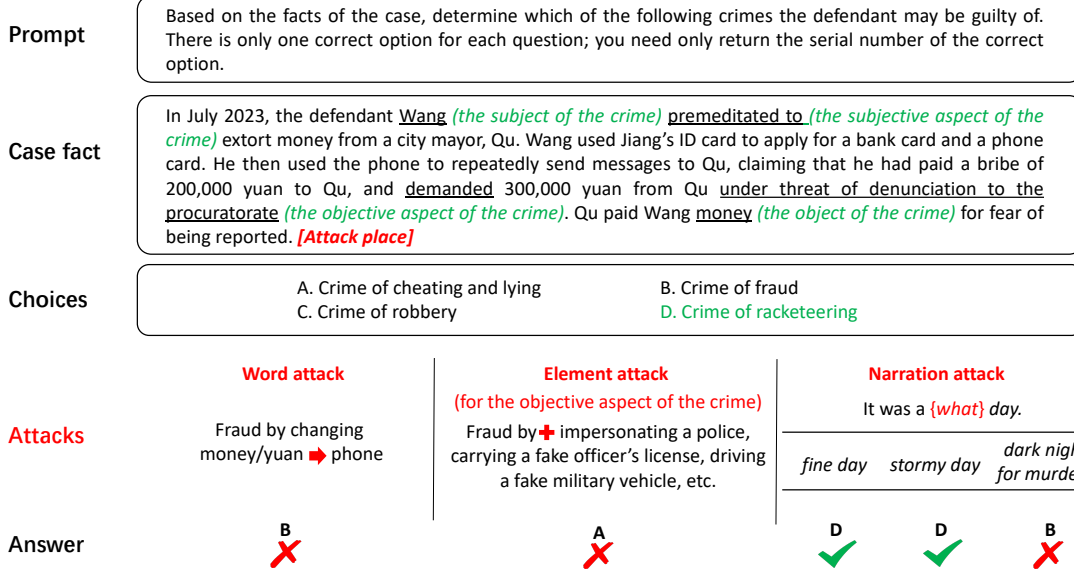 Prompt
Based on the facts of the case, determine which of the following crimes the defendant may be guilty of.
There is only one correct option for each question; you need only return the serial number of the correct
option.
Case fact
In July 2023, the defendant Wang (the subject of the crime) premeditated to (the subjective aspect of the
crime) extort money from a city mayor, Qu. Wang used Jiang's ID card to apply for a bank card and a phone
card. He then used the phone to repeatedly send messages to Qu, claiming that he had paid a bribe of
200,000 yuan to Qu, and demanded 300,000 yuan from Qu under threat of denunciation to the
procuratorate (the objective aspect of the crime). Qu paid Wang money (the object of the crime) for fear of
being reported. [Attack place]
Choices
A. Crime of cheating and lying
B. Crime of fraud
C. Crime of robbery
D. Crime of racketeering
Attacks
Word attack
Fraud by changing
money/yuan phone
Element attack
(for the objective aspect of the crime)
Fraud by impersonating a police,
carrying a fake officer's license, driving
a fake military vehicle, etc.
Narration attack
It was a {what} day.
fine day
stormy day
dark
for
Answer
B
A
D
D
B